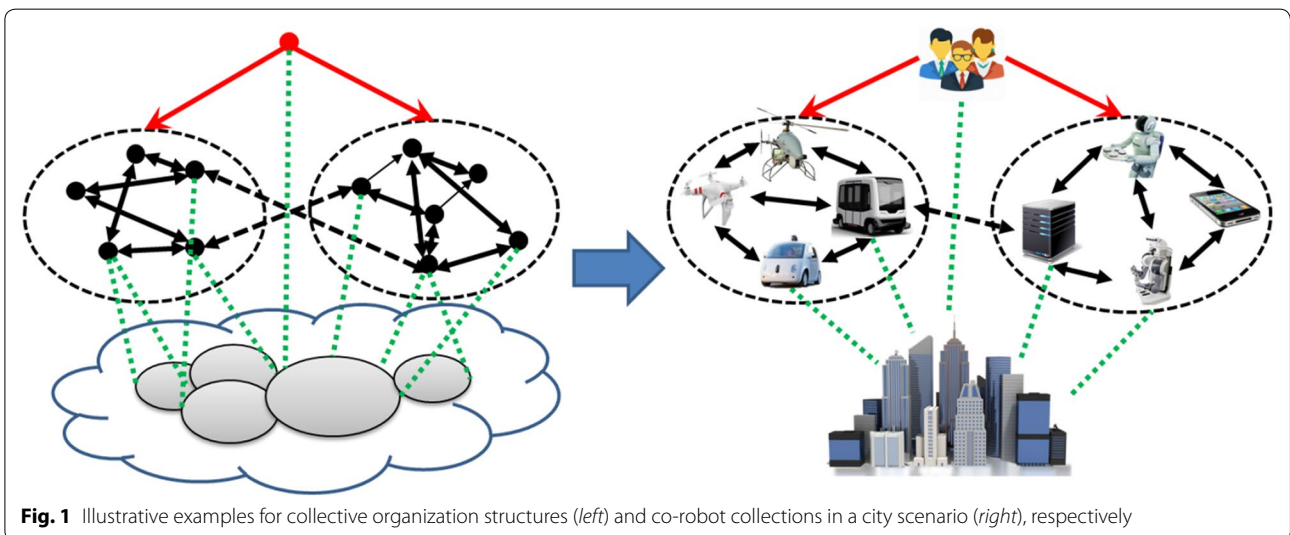 Fig. 1 Illustrative examples for collective organization structures (left) and co-robot collections in a city scenario (right), respectively